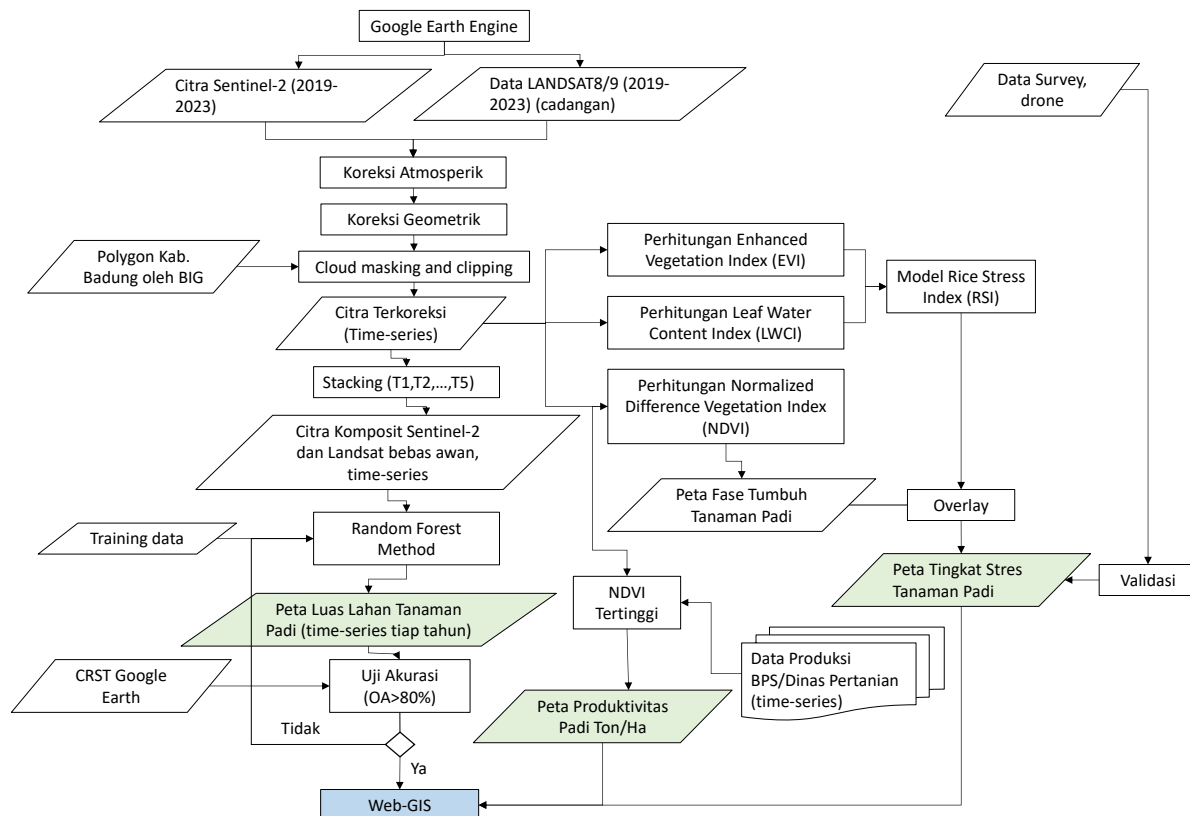 Google Earth Engine
Citra Sentinel-2 (2019-
2023)
Data LANDSAT8/9 (2019-
2023) (cadangan)
Data Survey,
drone
Koreksi Atmosperik
Koreksi Geometrik
Polygon Kab.
Badung oleh BIG
Cloud masking and clipping
Citra Terkoreksi
(Time-series)
Perhitungan Enhanced
Vegetation Index (EVI)
Perhitungan Leaf Water
Content Index (LWCI)
Model Rice Stress
Index (RSI)
Stacking (T1,T2,...,T5)
Perhitungan Normalized
Difference Vegetation Index
(NDVI)
Citra Komposit Sentinel-2
dan Landsat bebas awan,
time-series
Peta Fase Tumbuh
Tanaman Padi
Overlay
Training data
Random Forest
Method
Peta Tingkat Stres
Tanaman Padi
Validasi
Peta Luas Lahan Tanaman
Padi (time-series tiap tahun)
NDVI
Tertinggi
CRST Google
Earth
Uji Akurasi
(OA>80%)
Data Produksi
BPS/Dinas Pertanian
(time-series)
Peta Produktivitas
Padi Ton/Ha
Tidak
Ya
Web-GIS